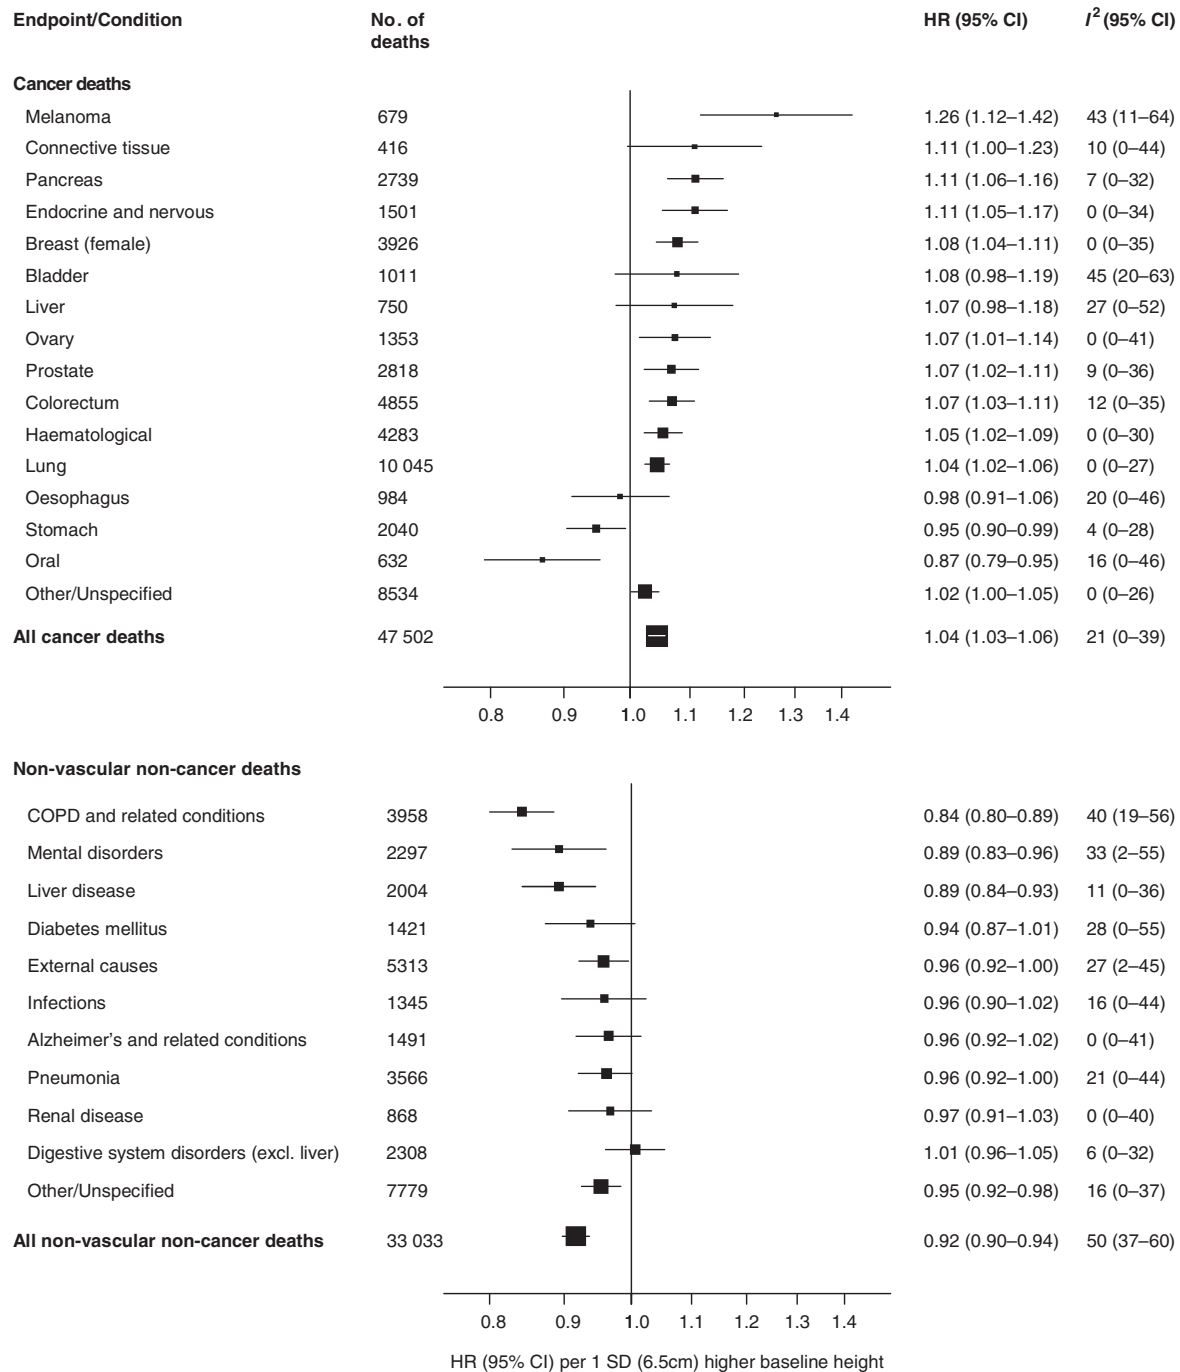 Endpoint/Condition No. of deaths HR (95% CI) I² (95% CI)
Cancer deaths
Melanoma 679 1.26 (1.12–1.42) 43 (11–64)
Connective tissue 416 1.11 (1.00–1.23) 10 (0–44)
Pancreas 2739 1.11 (1.06–1.16) 7 (0–32)
Endocrine and nervous 1501 1.11 (1.05–1.17) 0 (0–34)
Breast (female) 3926 1.08 (1.04–1.11) 0 (0–35)
Bladder 1011 1.08 (0.98–1.19) 45 (20–63)
Liver 750 1.07 (0.98–1.18) 27 (0–52)
Ovary 1353 1.07 (1.01–1.14) 0 (0–41)
Prostate 2818 1.07 (1.02–1.11) 9 (0–36)
Colorectum 4855 1.07 (1.03–1.11) 12 (0–35)
Haematological 4283 1.05 (1.02–1.09) 0 (0–30)
Lung 10 045 1.04 (1.02–1.06) 0 (0–27)
Oesophagus 984 0.98 (0.91–1.06) 20 (0–46)
Stomach 2040 0.95 (0.90–0.99) 4 (0–28)
Oral 632 0.87 (0.79–0.95) 16 (0–46)
Other/Unspecified 8534 1.02 (1.00–1.05) 0 (0–26)
All cancer deaths 47 502 1.04 (1.03–1.06) 21 (0–39)
0.8 0.9 1.0 1.1 1.2 1.3 1.4
Non-vascular non-cancer deaths
COPD and related conditions 3958 0.84 (0.80–0.89) 40 (19–56)
Mental disorders 2297 0.89 (0.83–0.96) 33 (2–55)
Liver disease 2004 0.89 (0.84–0.93) 11 (0–36)
Diabetes mellitus 1421 0.94 (0.87–1.01) 28 (0–55)
External causes 5313 0.96 (0.92–1.00) 27 (2–45)
Infections 1345 0.96 (0.90–1.02) 16 (0–44)
Alzheimer's and related conditions 1491 0.96 (0.92–1.02) 0 (0–41)
Pneumonia 3566 0.96 (0.92–1.00) 21 (0–44)
Renal disease 868 0.97 (0.91–1.03) 0 (0–40)
Digestive system disorders (excl. liver) 2308 1.01 (0.96–1.05) 6 (0–32)
Other/Unspecified 7779 0.95 (0.92–0.98) 16 (0–37)
All non-vascular non-cancer deaths 33 033 0.92 (0.90–0.94) 50 (37–60)
0.8 0.9 1.0 1.1 1.2 1.3 1.4
HR (95% CI) per 1 SD (6.5cm) higher baseline height